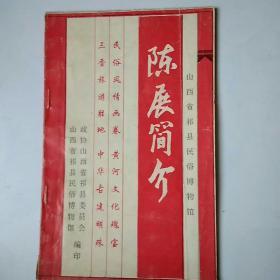 山西省祁县民俗博物馆
陈展简介
民俗风情画卷 黄河文化瑰宝
三晋旅游胜地 中华古建明珠
政协山西省祁县委员会
山西省祁县民俗博物馆
编印